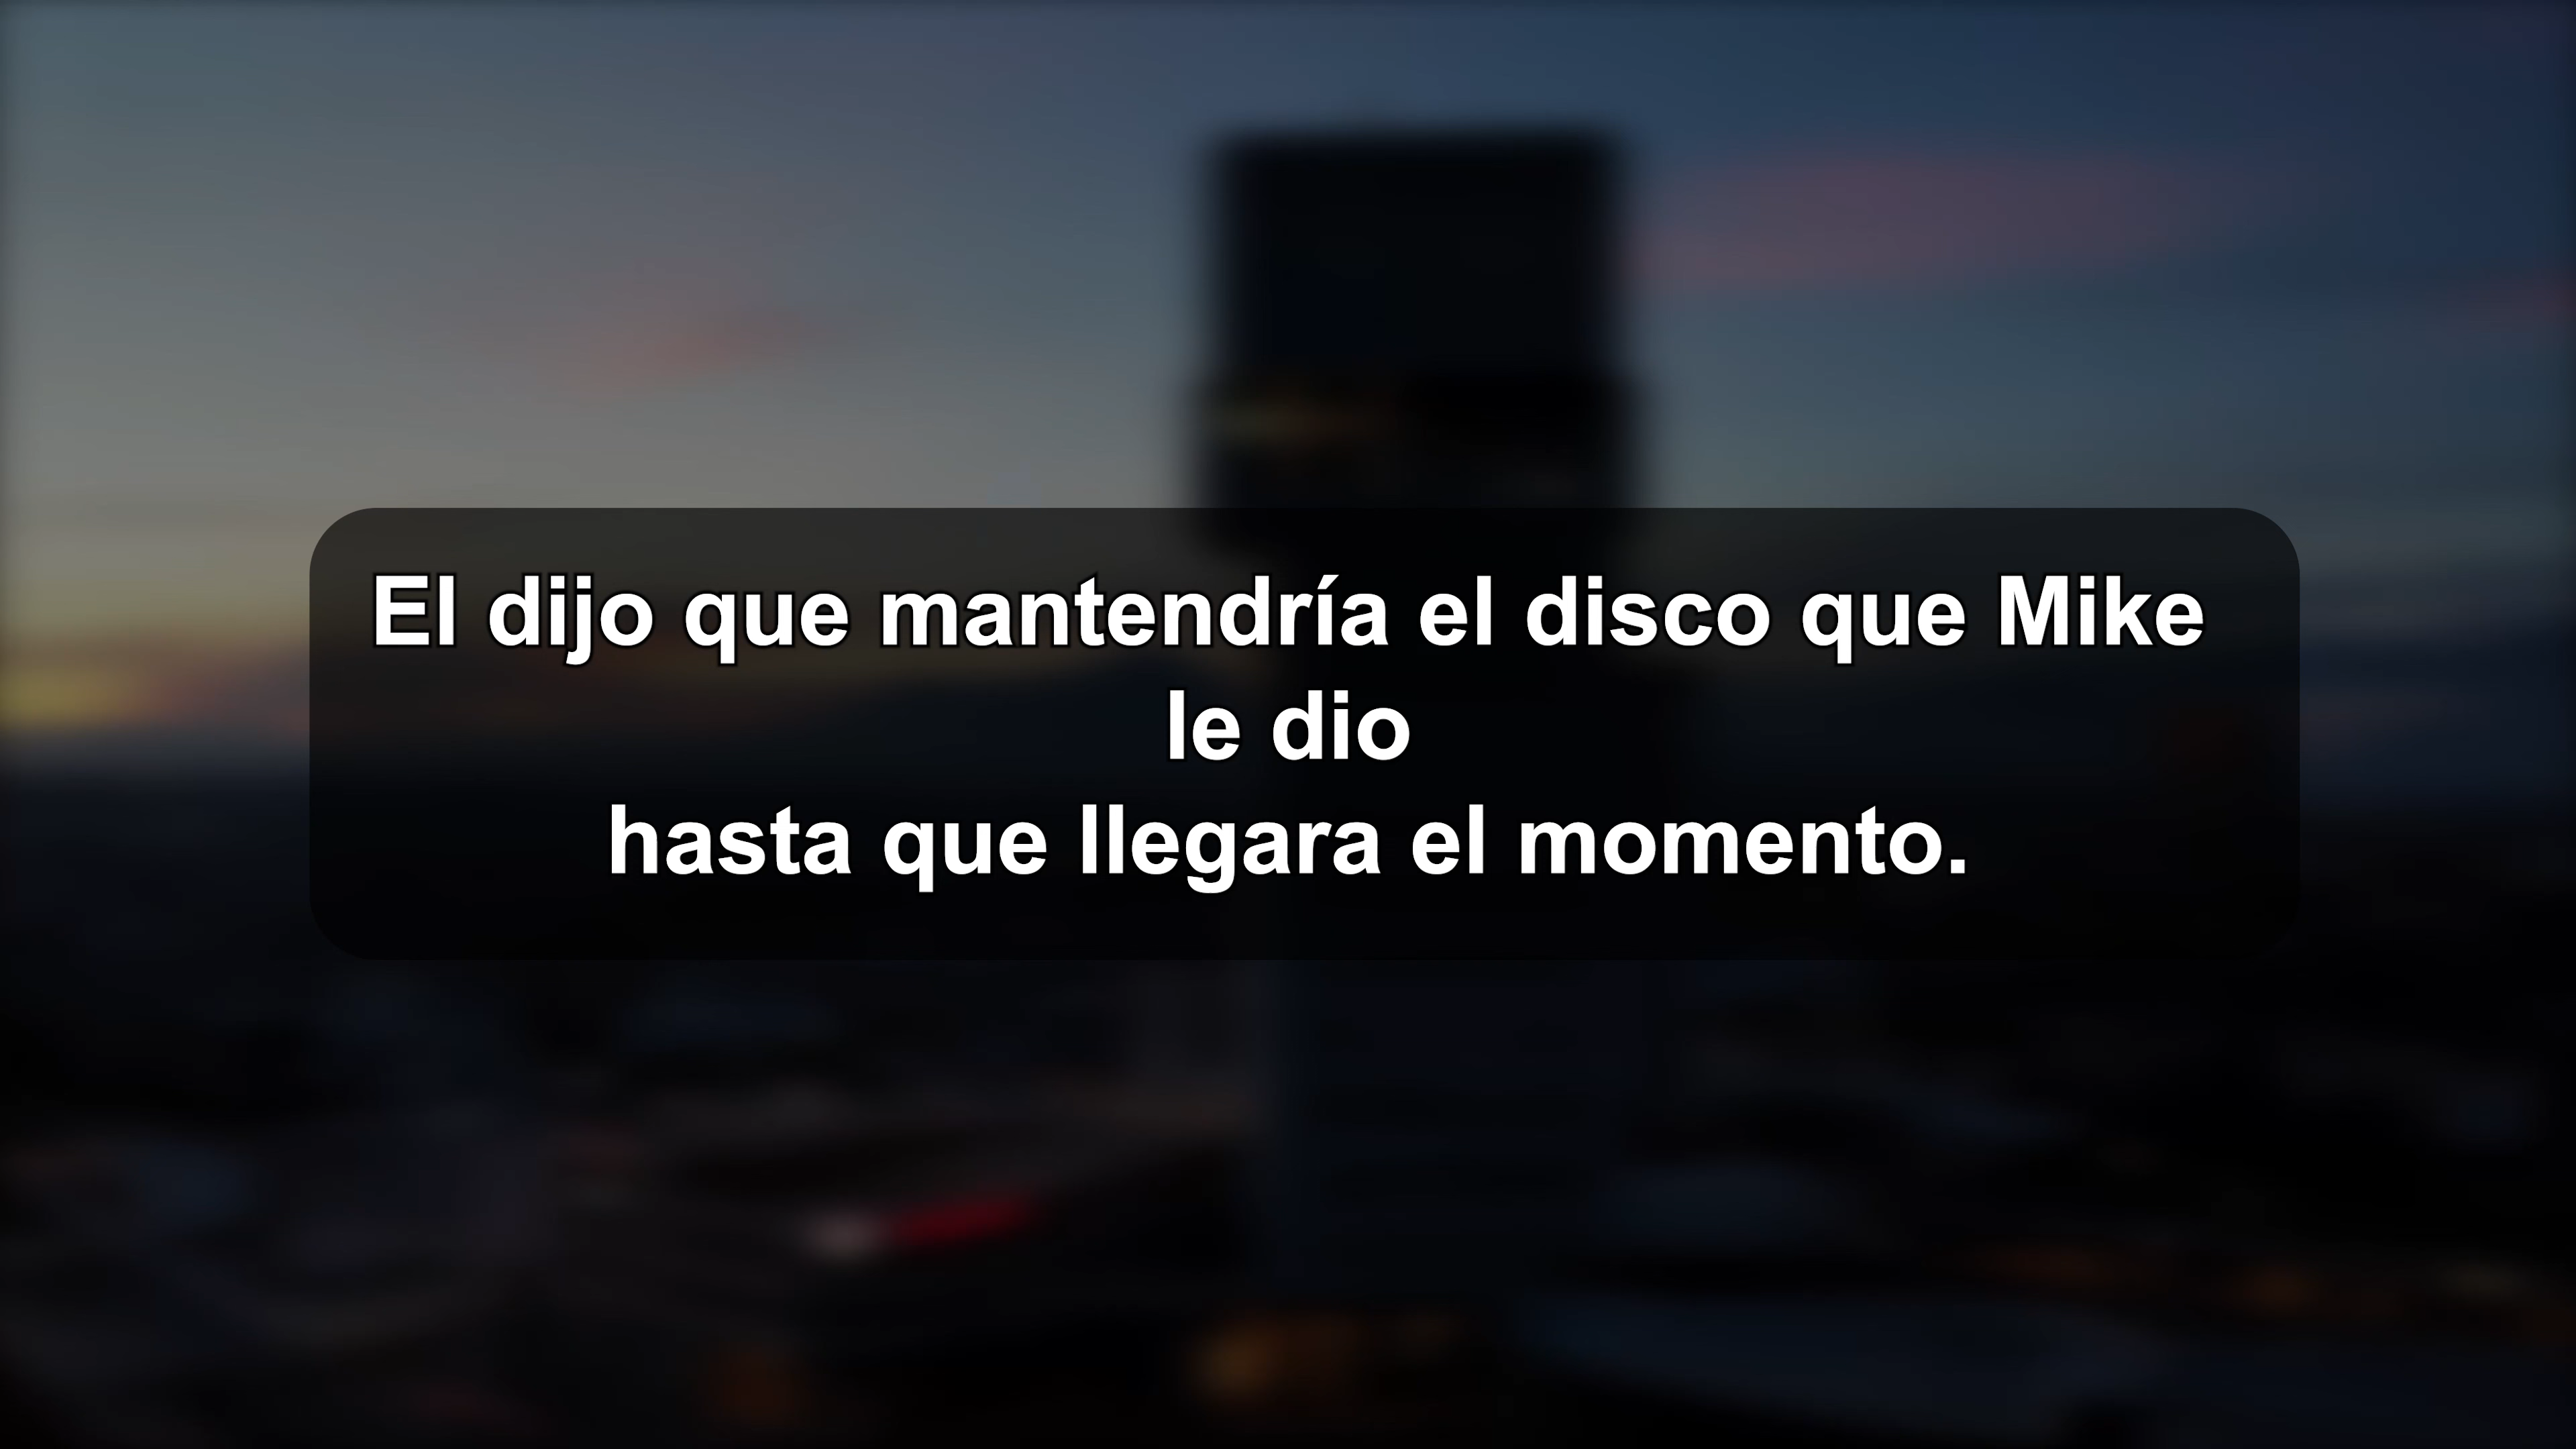 El dijo que mantendría el disco que Mike
le dio
hasta que llegara el momento.